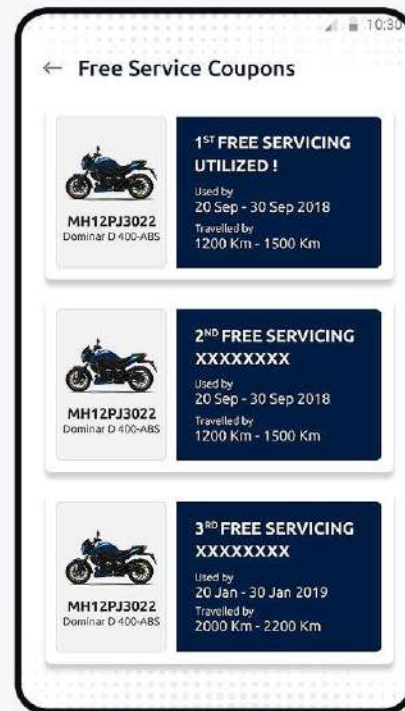 10:30
← Free Service Coupons
1ST FREE SERVICING
UTILIZED !
Used by
20 Sep - 30 Sep 2018
Travelled by
1200 Km - 1500 Km
MH12PJ3022
Dominar D 400-ABS
2ND FREE SERVICING
XXXXXXXX
Used by
20 Sep - 30 Sep 2018
Travelled by
1200 Km - 1500 Km
MH12PJ3022
Dominar D 400-ABS
3RD FREE SERVICING
XXXXXXXX
Used by
20 Jan - 30 Jan 2019
Travelled by
2000 Km - 2200 Km
MH12PJ3022
Dominar D 400-ABS